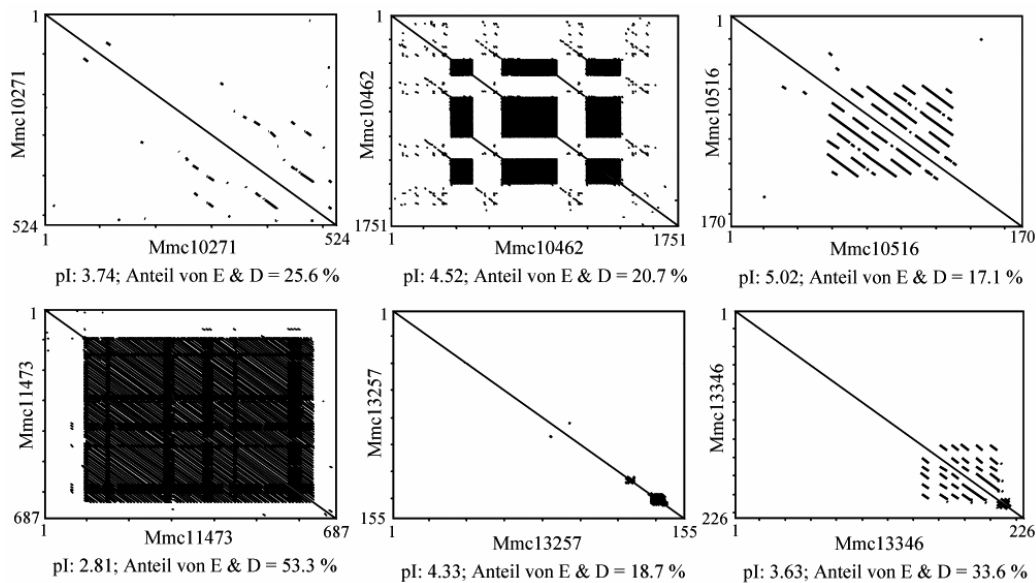 1
Mmc10271
524
1
524
Mmc10271
pI: 3.74; Anteil von E & D = 25.6 %
1
Mmc10462
1751
1
1751
Mmc10462
pI: 4.52; Anteil von E & D = 20.7 %
1
Mmc10516
170
1
170
Mmc10516
pI: 5.02; Anteil von E & D = 17.1 %
1
Mmc11473
687
1
687
Mmc11473
pI: 2.81; Anteil von E & D = 53.3 %
1
Mmc13257
155
1
155
Mmc13257
pI: 4.33; Anteil von E & D = 18.7 %
1
Mmc13346
226
1
226
Mmc13346
pI: 3.63; Anteil von E & D = 33.6 %